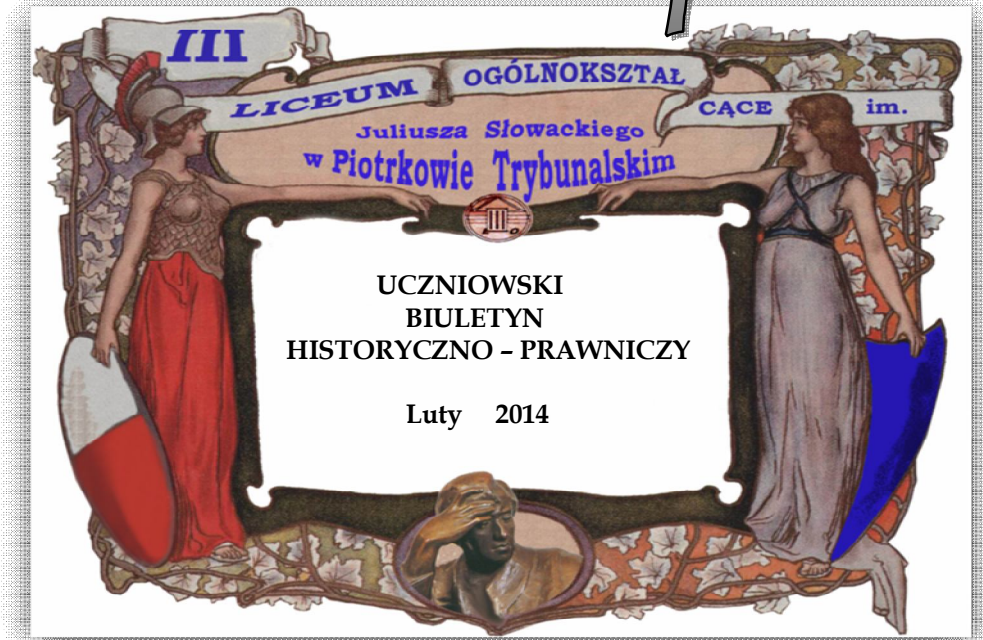 III
LICEUM OGÓLNOKSZTAŁ CĄCE im.
Juliusza Słowackiego
w Piotrkowie Trybunalskim
UCZNIOWSKI
BIULETYN
HISTORYCZNO – PRAWNICZY
Luty 2014